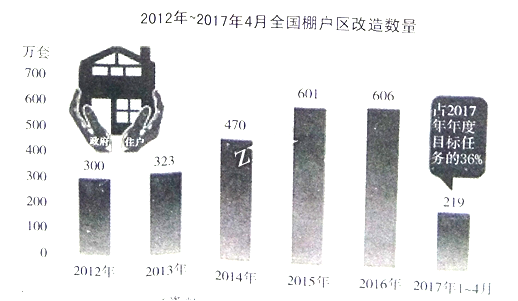 2012年~2017年4月全国棚户区改造数量
万套
700
600
500
400
300
200
100
0
政府
住户
300
323
470
601
606
219
占2017
年年度
目标任
务的36%
2012年
2013年
2014年
2015年
2016年
2017年1~4月